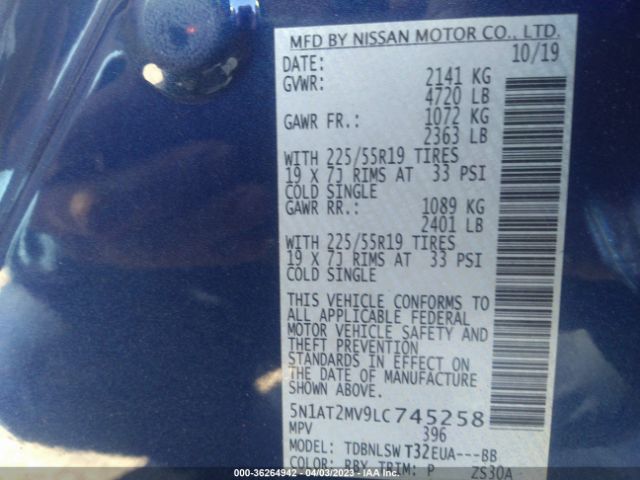 MFD BY NISSAN MOTOR CO., LTD.
DATE: 10/19
GVWR: 2141 KG
4720 LB
GAWR FR.: 1072 KG
2363 LB
WITH 225/55R19 TIRES
19 X 7J RIMS AT 33 PSI
COLD SINGLE
GAWR RR.: 1089 KG
2401 LB
WITH 225/55R19 TIRES
19 X 7J RIMS AT 33 PSI
COLD SINGLE
THIS VEHICLE CONFORMS TO
ALL APPLICABLE FEDERAL
MOTOR VEHICLE SAFETY AND
THEFT PREVENTION
STANDARDS IN EFFECT ON
THE DATE OF MANUFACTURE
SHOWN ABOVE.
5N1AT2MV9LC745258
MPV 396
MODEL: TDBNLSW T32EUA---BB
COLOR: RBY TRIM: P ZS30A
OW - 36264942 - 04/03/2023 - IAA Inc.